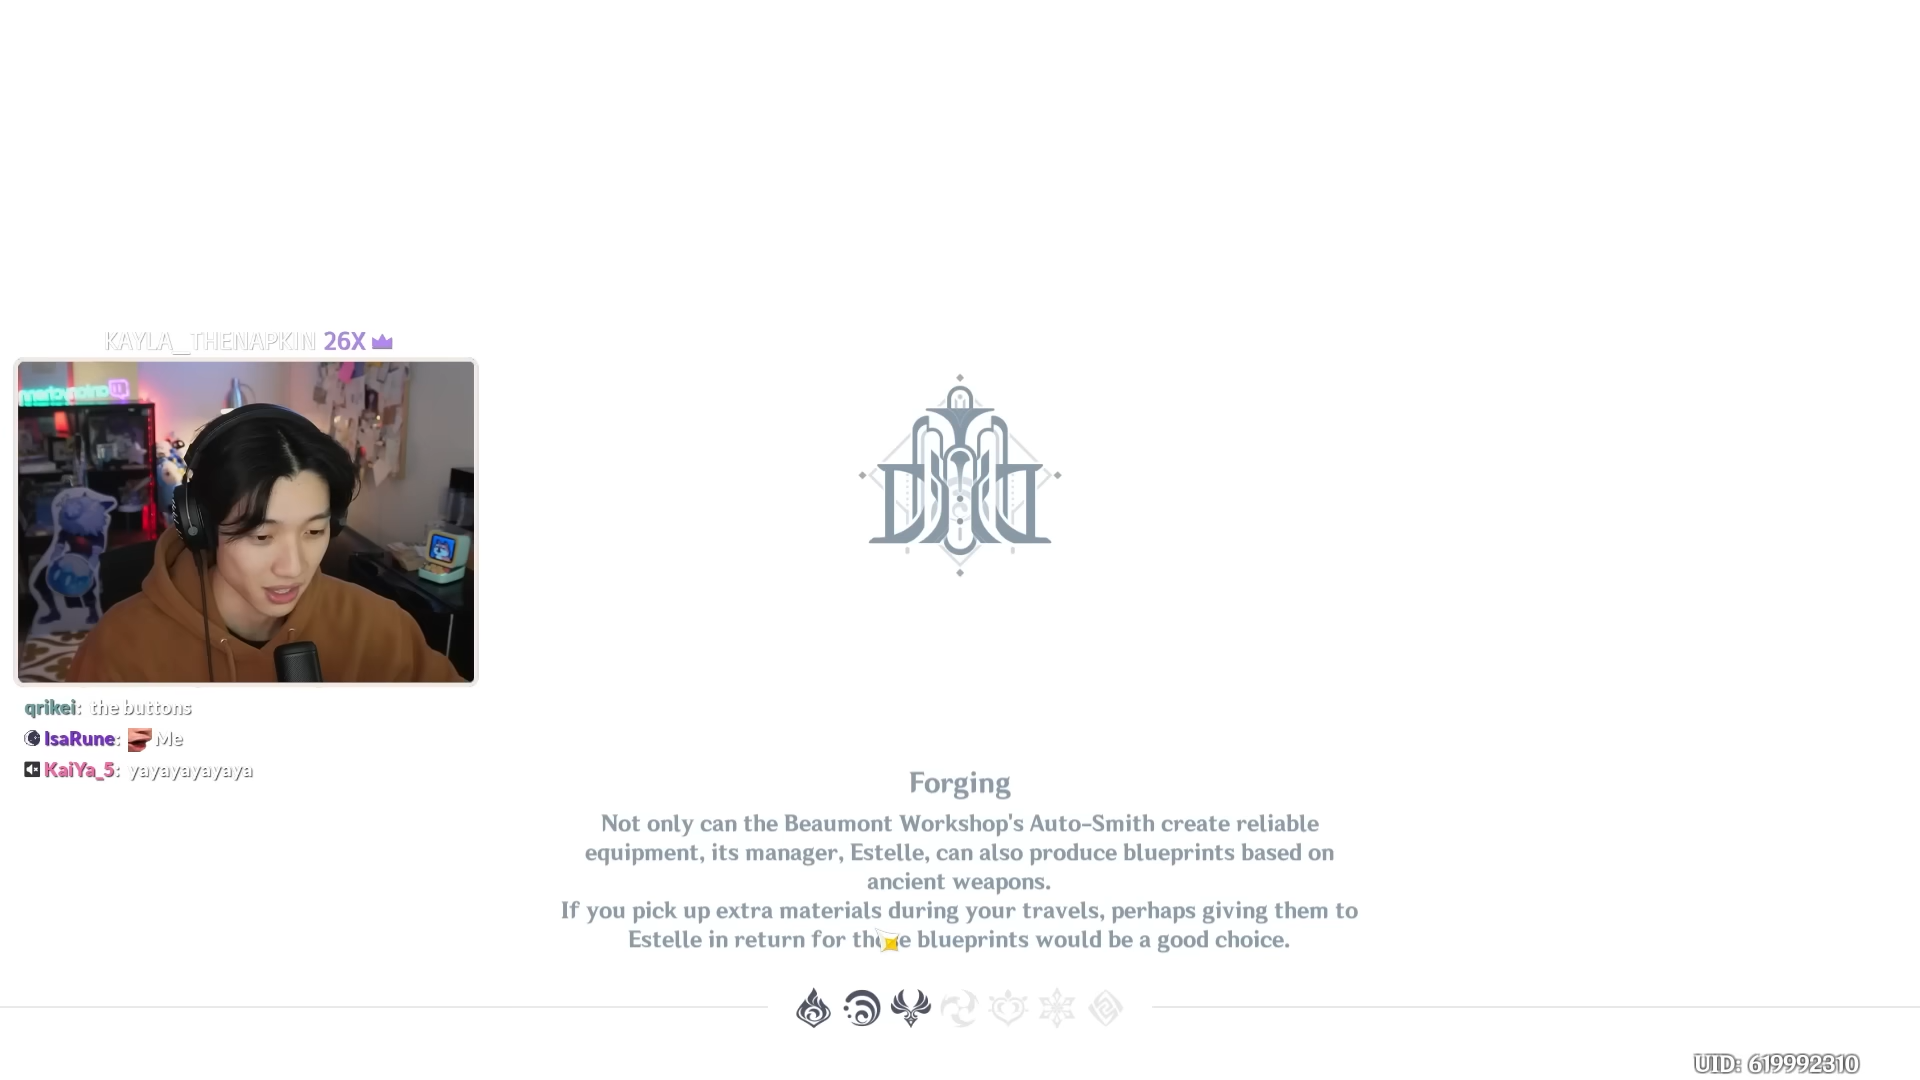 KAYLA_THENAPKIN 26X
qrikei: the buttons
IsaRune: Me
KaiYa_5: yayayayayaya
Forging
Not only can the Beaumont Workshop's Auto-Smith create reliable
equipment, its manager, Estelle, can also produce blueprints based on
ancient weapons.
If you pick up extra materials during your travels, perhaps giving them to
Estelle in return for those blueprints would be a good choice.
UID: 619992310